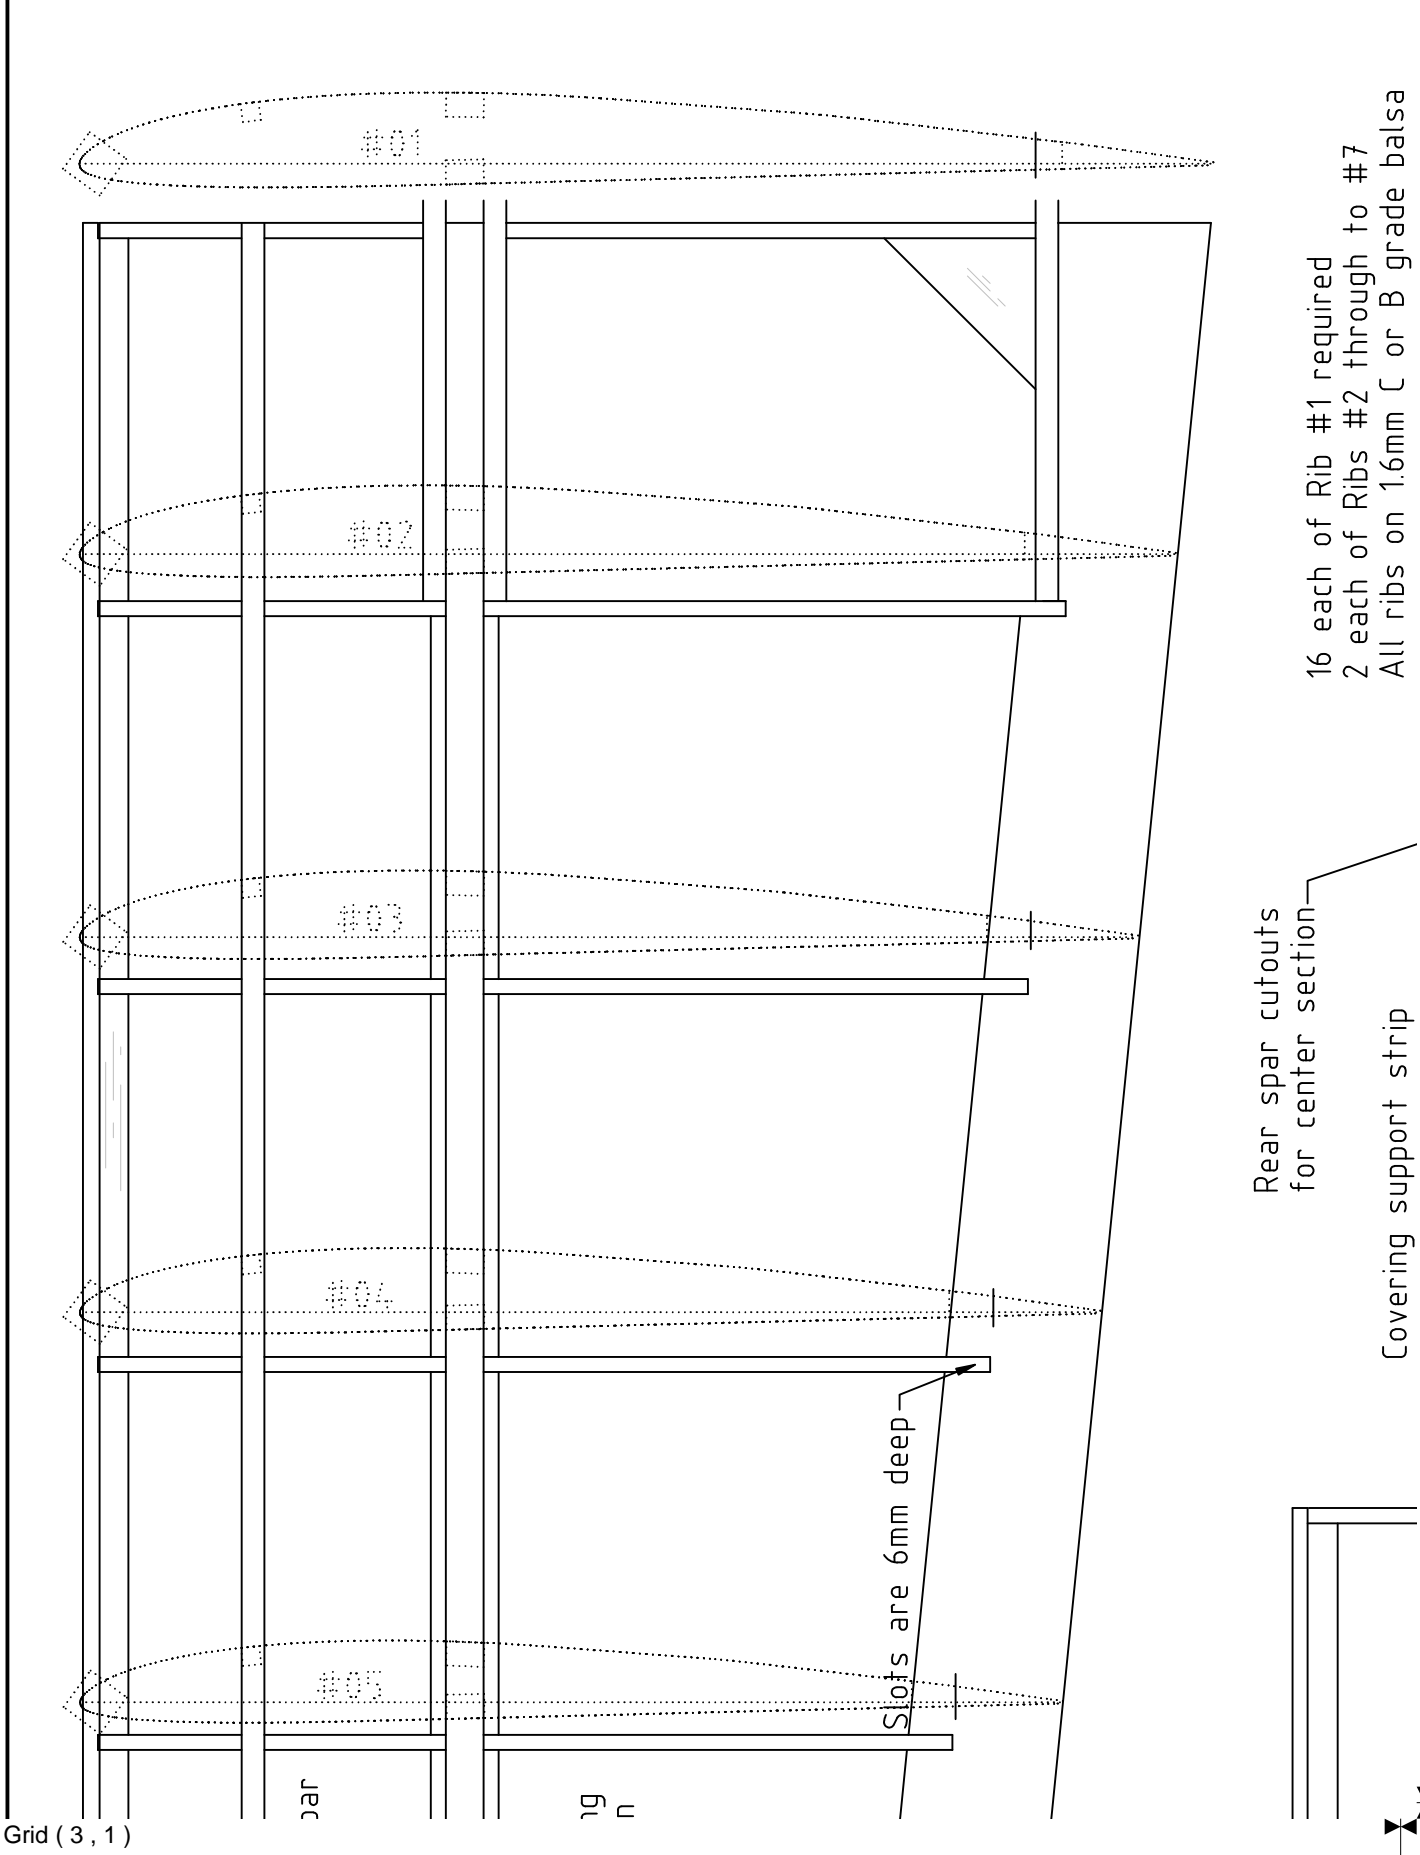 #01
#02
#03
#04
#05
16 each of Rib #1 required
2 each of Ribs #2 through to #7
All ribs on 1.6mm C or B grade balsa
Rear spar cutouts
for center section
Covering support strip
Slots are 6mm deep
Grid ( 3 , 1 )